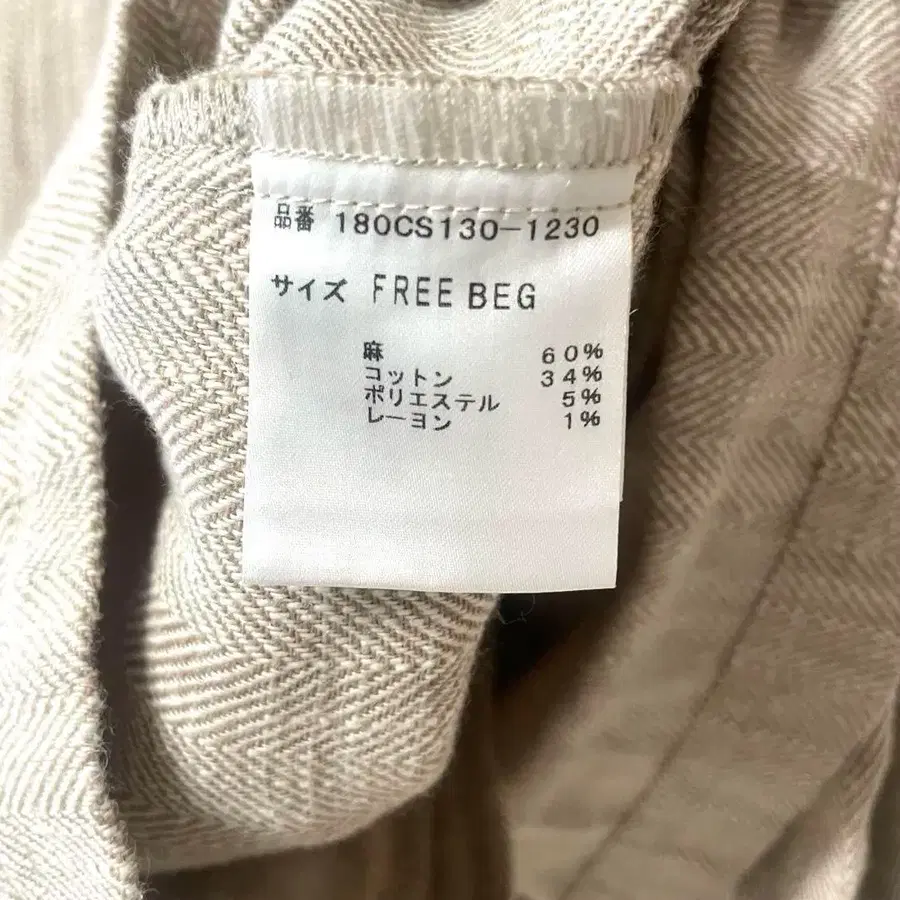 品番 180CS130-1230
サイズ FREE BEG
麻 60%
コットン 34%
ポリエステル 5%
レーヨン 1%